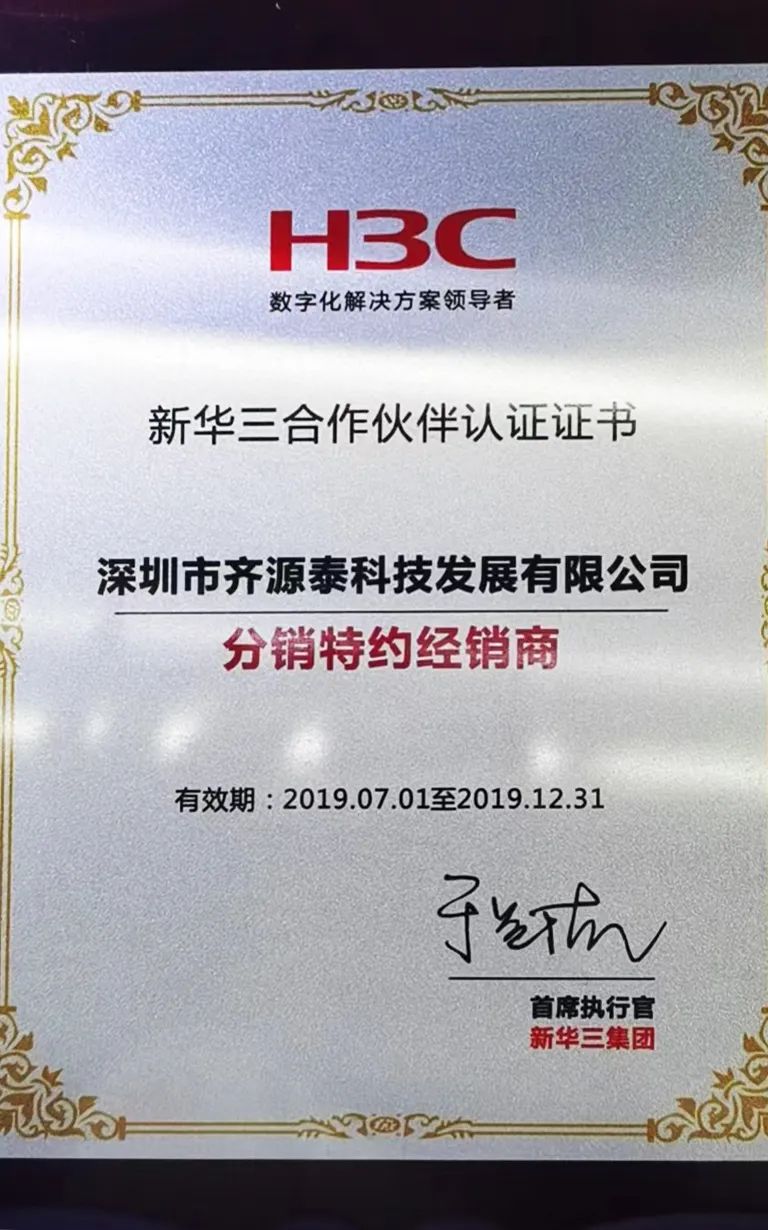 H3C
数字化解决方案领导者
新华三合作伙伴认证证书
深圳市齐源泰科技发展有限公司
分销特约经销商
有效期：2019.07.01至2019.12.31
首席执行官
新华三集团